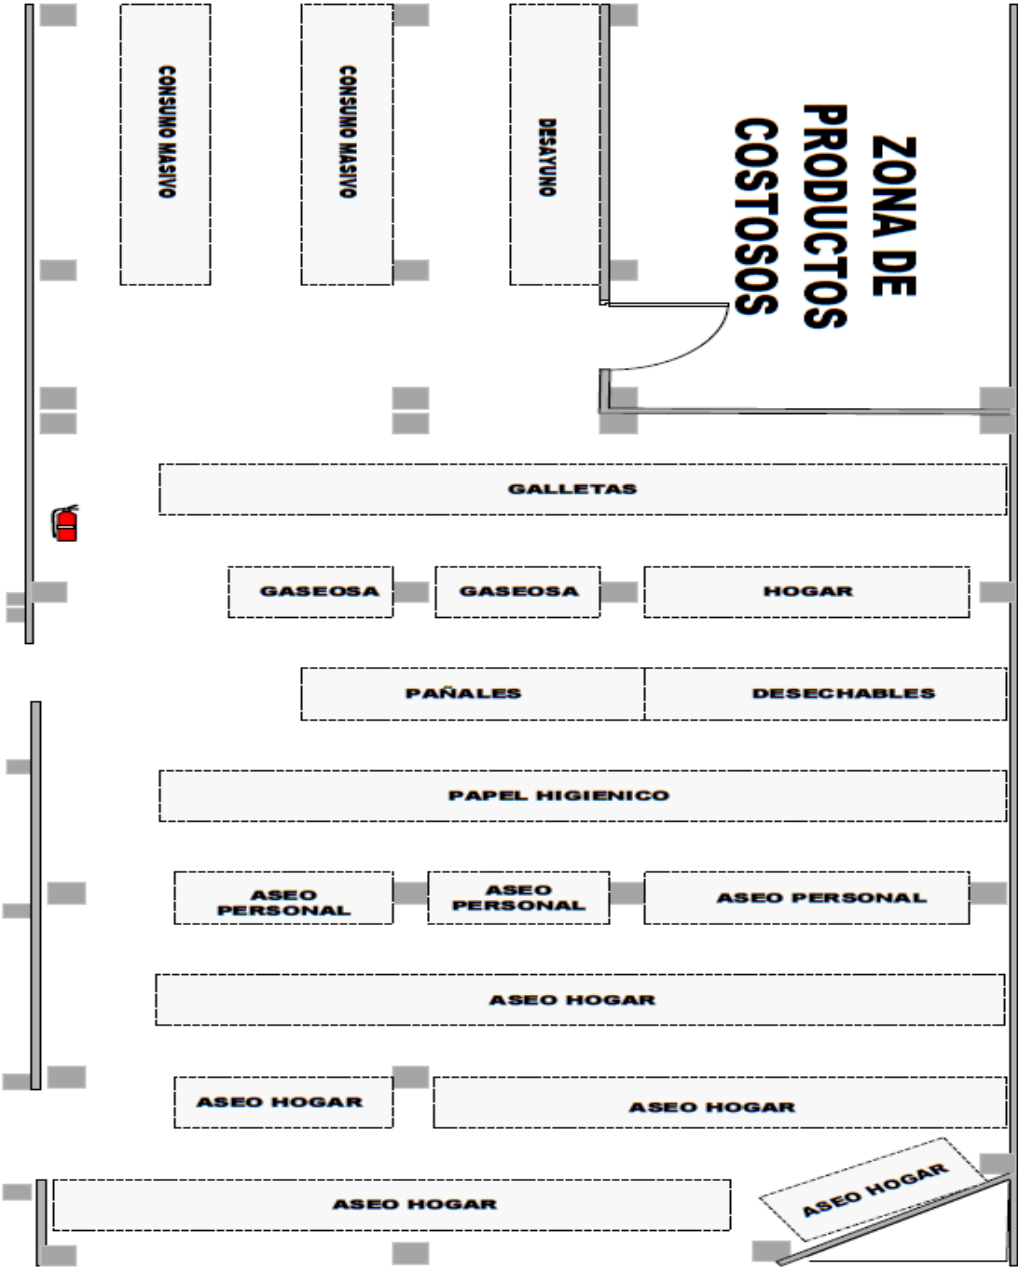 CONSUMO MASIVO
CONSUMO MASIVO
DESAYUNO
ZONA DE
PRODUCTOS
COSTOSOS
GALLETAS
GASEOSA
GASEOSA
HOGAR
PAÑALES
DESECHABLES
PAPEL HIGIENICO
ASEO
PERSONAL
ASEO
PERSONAL
ASEO PERSONAL
ASEO HOGAR
ASEO HOGAR
ASEO HOGAR
ASEO HOGAR
ASEO HOGAR